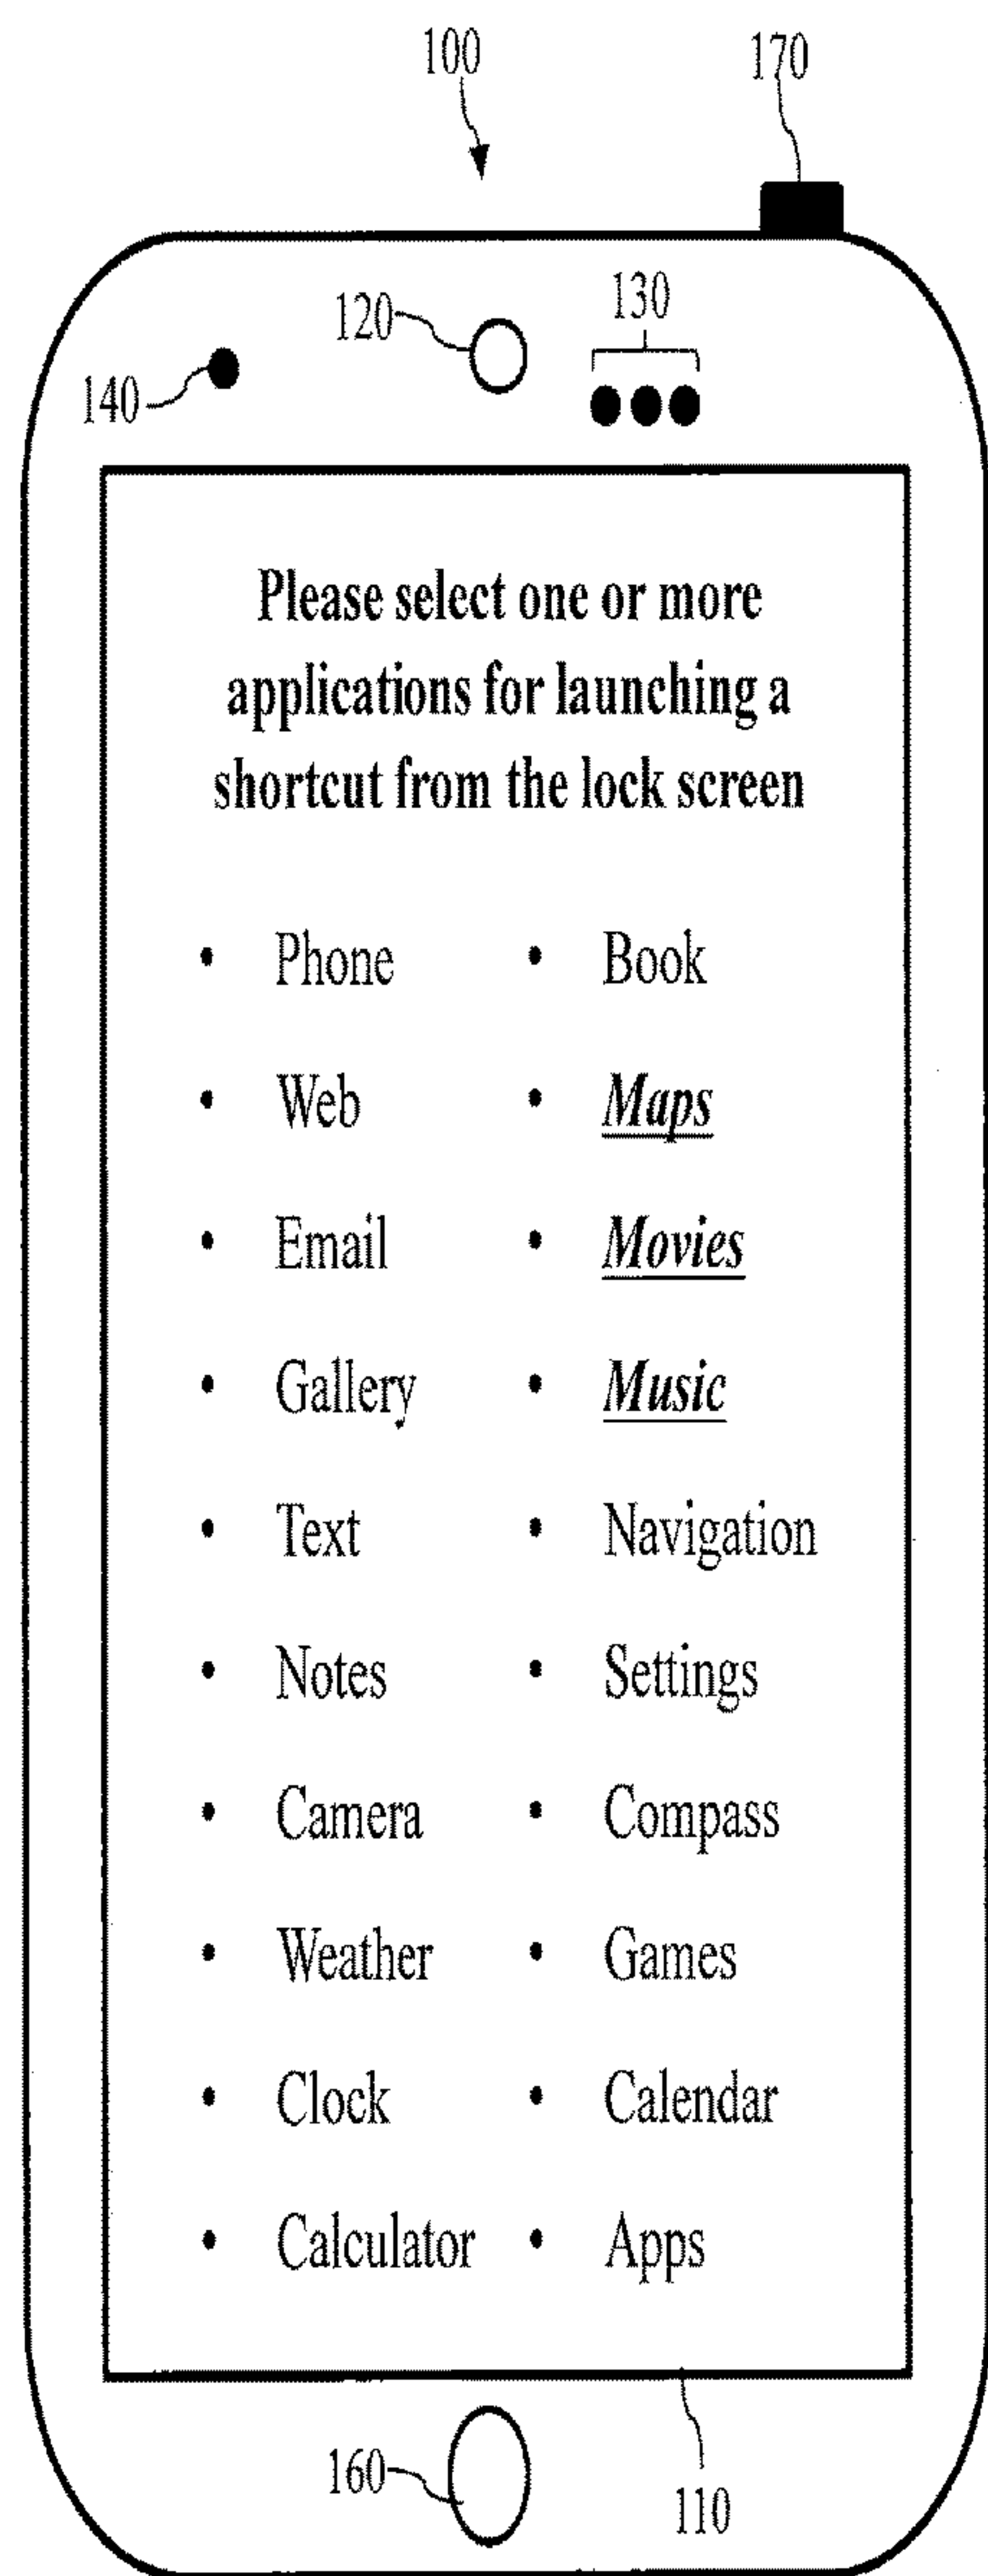 100
170
120
130
140
Please select one or more
applications for launching a
shortcut from the lock screen
• Phone
• Web
• Email
• Gallery
• Text
• Notes
• Camera
• Weather
• Clock
• Calculator
• Book
• Maps
• Movies
• Music
• Navigation
• Settings
• Compass
• Games
• Calendar
• Apps
160
110